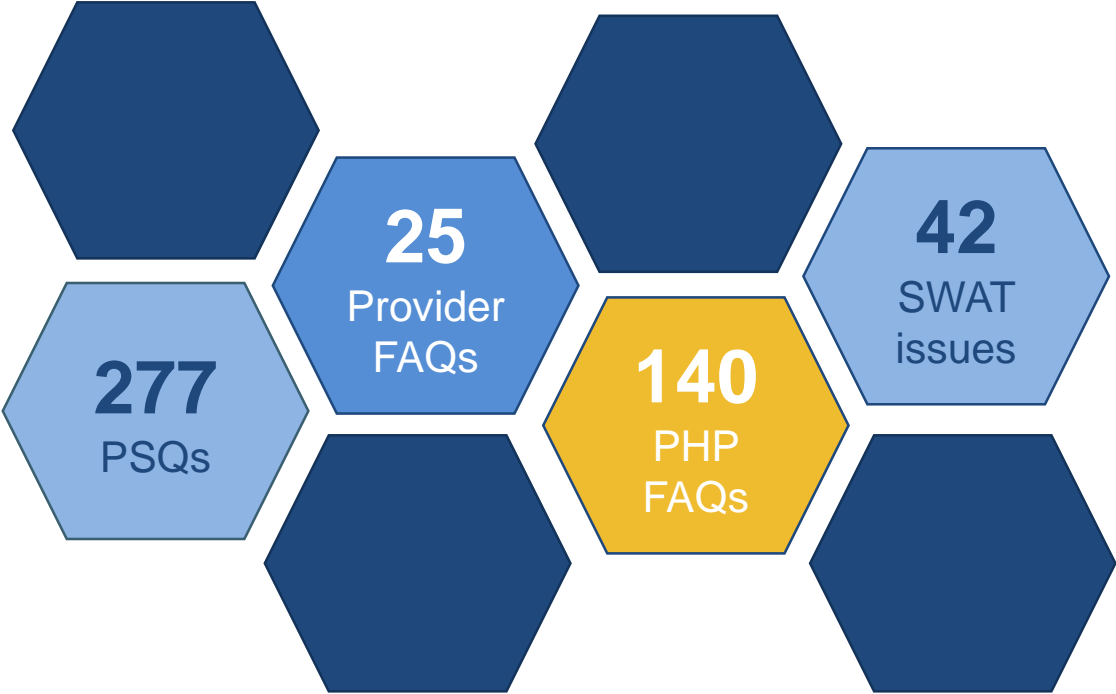 277
PSQs
25
Provider
FAQs
140
PHP
FAQs
42
SWAT
issues